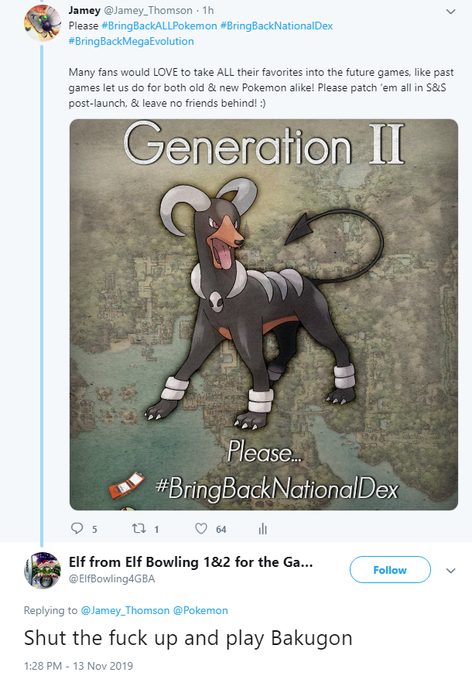 Jamey @Jamey_Thomson · 1h
Please #BringBackALLPokemon #BringBackNationalDex
#BringBackMegaEvolution
Many fans would LOVE to take ALL their favorites into the future games, like past
games let us do for both old & new Pokemon alike! Please patch 'em all in S&S
post-launch, & leave no friends behind! :)
Generation II
Please...
#BringBackNationalDex
5 1 64
Elf from Elf Bowling 1&2 for the Ga...
@ElfBowling4GBA
Follow
Replying to @Jamey_Thomson @Pokemon
Shut the fuck up and play Bakugon
1:28 PM - 13 Nov 2019